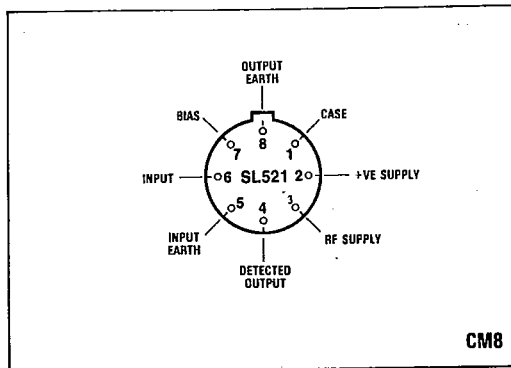 OUTPUT
EARTH
BIAS
CASE
8
7
1
INPUT
6
SL521
2
+VE SUPPLY
5
4
3
INPUT
EARTH
RF SUPPLY
DETECTED
OUTPUT
CM8